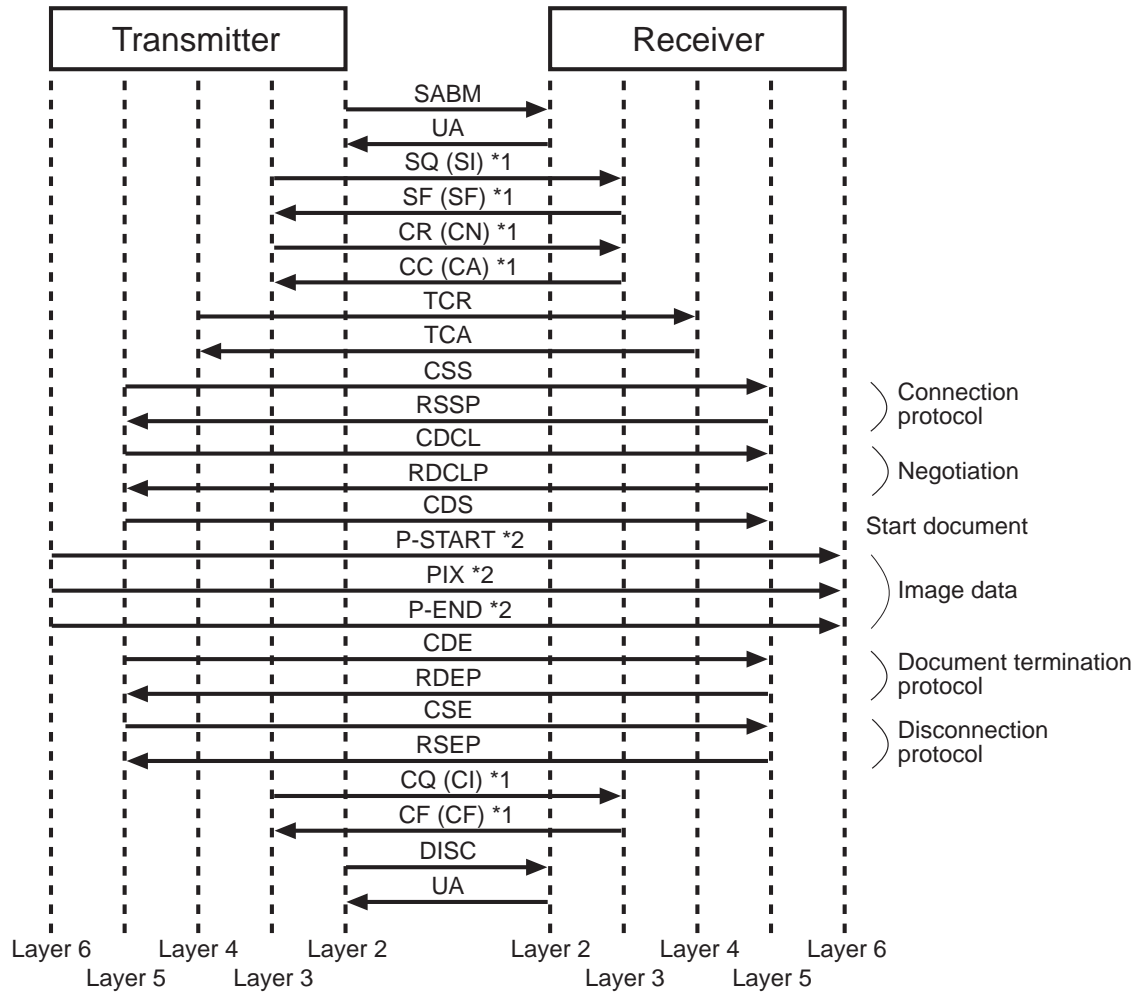 Transmitter
Receiver
SABM
UA
SQ (SI) *1
SF (SF) *1
CR (CN) *1
CC (CA) *1
TCR
TCA
CSS
RSSP
Connection
protocol
CDCL
RDCLP
Negotiation
CDS
Start document
P-START *2
PIX *2
P-END *2
Image data
CDE
RDEP
Document termination
protocol
CSE
RSEP
Disconnection
protocol
CQ (CI) *1
CF (CF) *1
DISC
UA
Layer 6 Layer 4 Layer 2 Layer 2 Layer 4 Layer 6
Layer 5 Layer 3 Layer 3 Layer 5